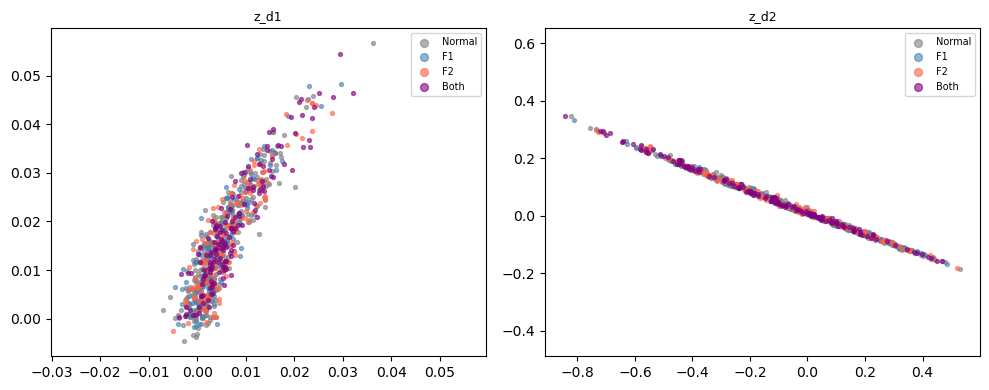 z_d1
Normal
F1
F2
Both
0.05
0.04
0.03
0.02
0.01
0.00
−0.03 −0.02 −0.01 0.00 0.01 0.02 0.03 0.04 0.05
z_d2
Normal
F1
F2
Both
0.6
0.4
0.2
0.0
−0.2
−0.4
−0.8 −0.6 −0.4 −0.2 0.0 0.2 0.4